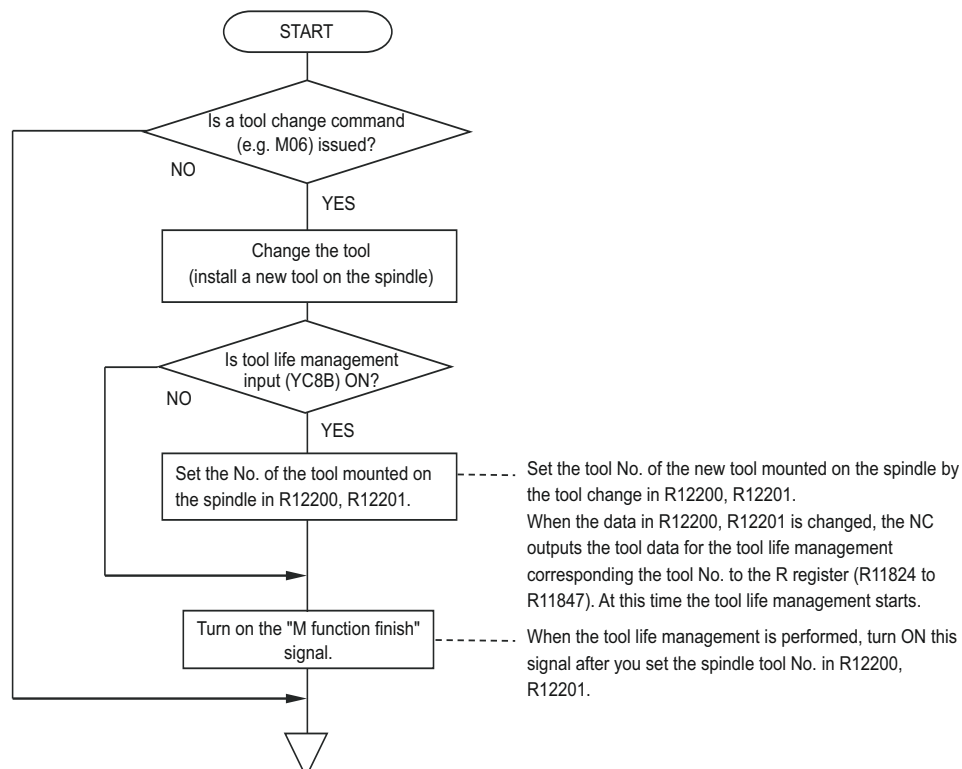 START
Is a tool change command
(e.g. M06) issued?
NO
YES
Change the tool
(install a new tool on the spindle)
Is tool life management
input (YC8B) ON?
NO
YES
Set the No. of the tool mounted on
the spindle in R12200, R12201.
Set the tool No. of the new tool mounted on the spindle by
the tool change in R12200, R12201.
When the data in R12200, R12201 is changed, the NC
outputs the tool data for the tool life management
corresponding the tool No. to the R register (R11824 to
R11847). At this time the tool life management starts.
Turn on the "M function finish"
signal.
When the tool life management is performed, turn ON this
signal after you set the spindle tool No. in R12200,
R12201.